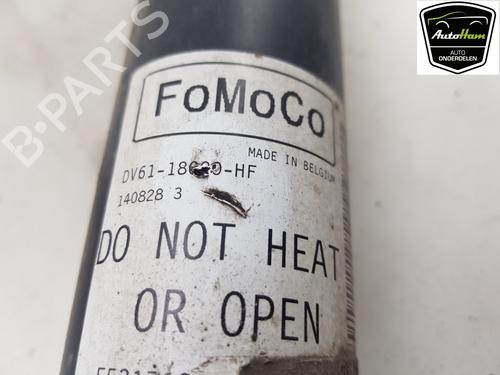 AutoHam
AUTO
ONDERDELEN
B-PARTS
FoMoCo
MADE IN BELGIUM
140828 3
DO NOT HEAT
OR OPEN